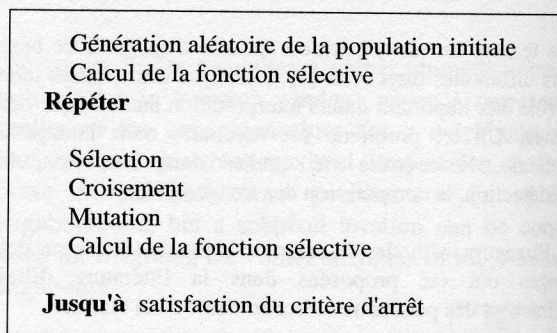 Génération aléatoire de la population initiale
Calcul de la fonction sélective
Répéter
Sélection
Croisement
Mutation
Calcul de la fonction sélective
Jusqu'à satisfaction du critère d'arrêt